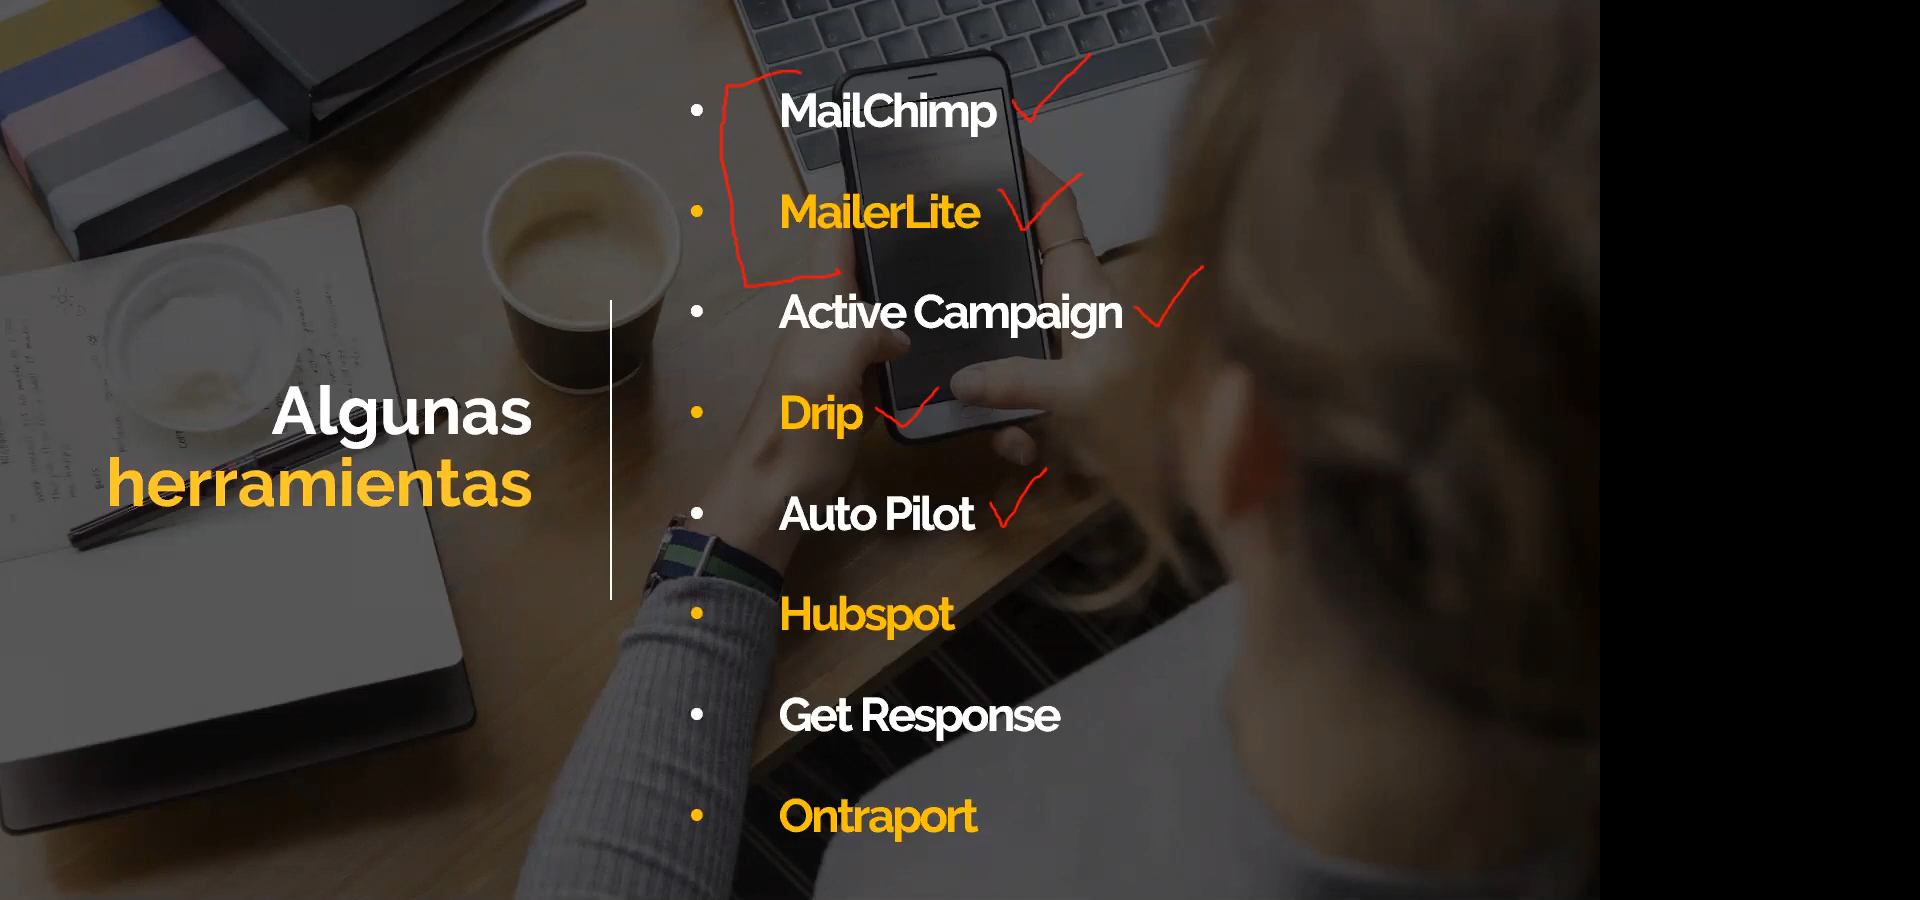 Algunas
herramientas
• MailChimp
• MailerLite
• Active Campaign
• Drip
• Auto Pilot
• Hubspot
• Get Response
• Ontraport